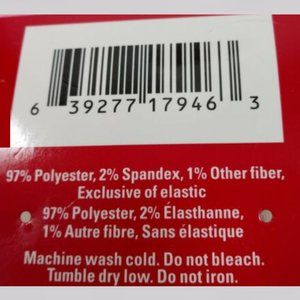 6 39277 17946 3
97% Polyester, 2% Spandex, 1% Other fiber,
Exclusive of elastic
97% Polyester, 2% Élasthanne,
1% Autre fibre, Sans élastique
Machine wash cold. Do not bleach.
Tumble dry low. Do not iron.